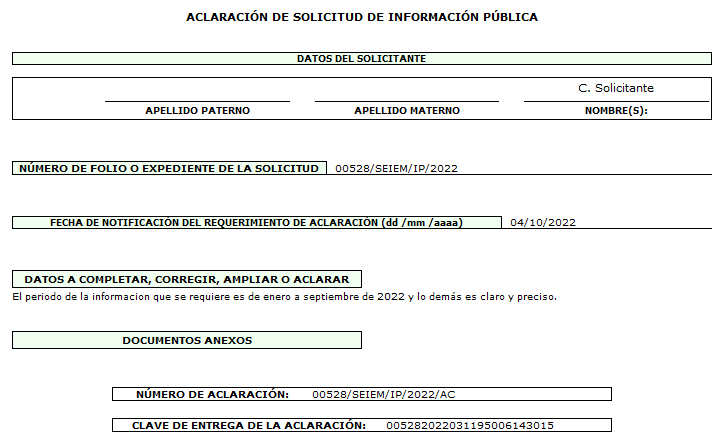 ACLARACIÓN DE SOLICITUD DE INFORMACIÓN PÚBLICA
DATOS DEL SOLICITANTE
C. Solicitante
APELLIDO PATERNO APELLIDO MATERNO NOMBRE(S):
NÚMERO DE FOLIO O EXPEDIENTE DE LA SOLICITUD 00528/SEIEM/IP/2022
FECHA DE NOTIFICACIÓN DEL REQUERIMIENTO DE ACLARACIÓN (dd /mm /aaaa) 04/10/2022
DATOS A COMPLETAR, CORREGIR, AMPLIAR O ACLARAR
El periodo de la informacion que se requiere es de enero a septiembre de 2022 y lo demás es claro y preciso.
DOCUMENTOS ANEXOS
NÚMERO DE ACLARACIÓN: 00528/SEIEM/IP/2022/AC
CLAVE DE ENTREGA DE LA ACLARACIÓN: 005282022031195006143015